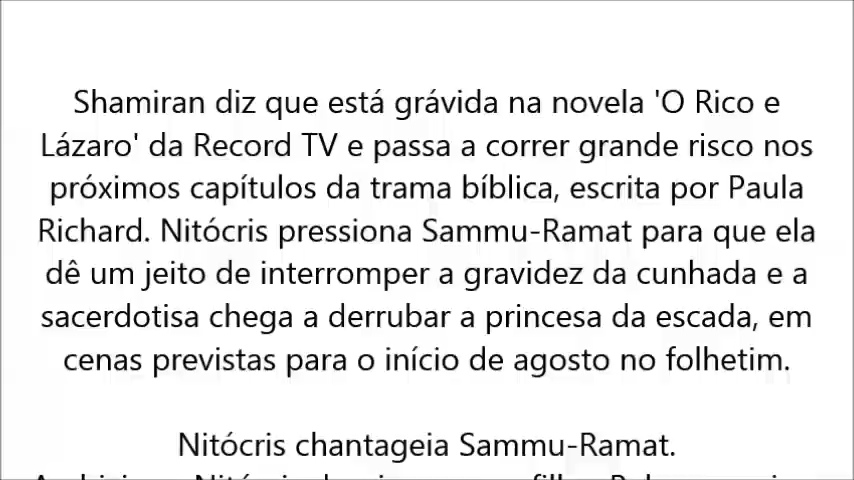 Shamiran diz que está grávida na novela 'O Rico e
Lázaro' da Record TV e passa a correr grande risco nos
próximos capítulos da trama bíblica, escrita por Paula
Richard. Nitócris pressiona Sammu-Ramat para que ela
dê um jeito de interromper a gravidez da cunhada e a
sacerdotisa chega a derrubar a princesa da escada, em
cenas previstas para o início de agosto no folhetim.
Nitócris chantageia Sammu-Ramat.